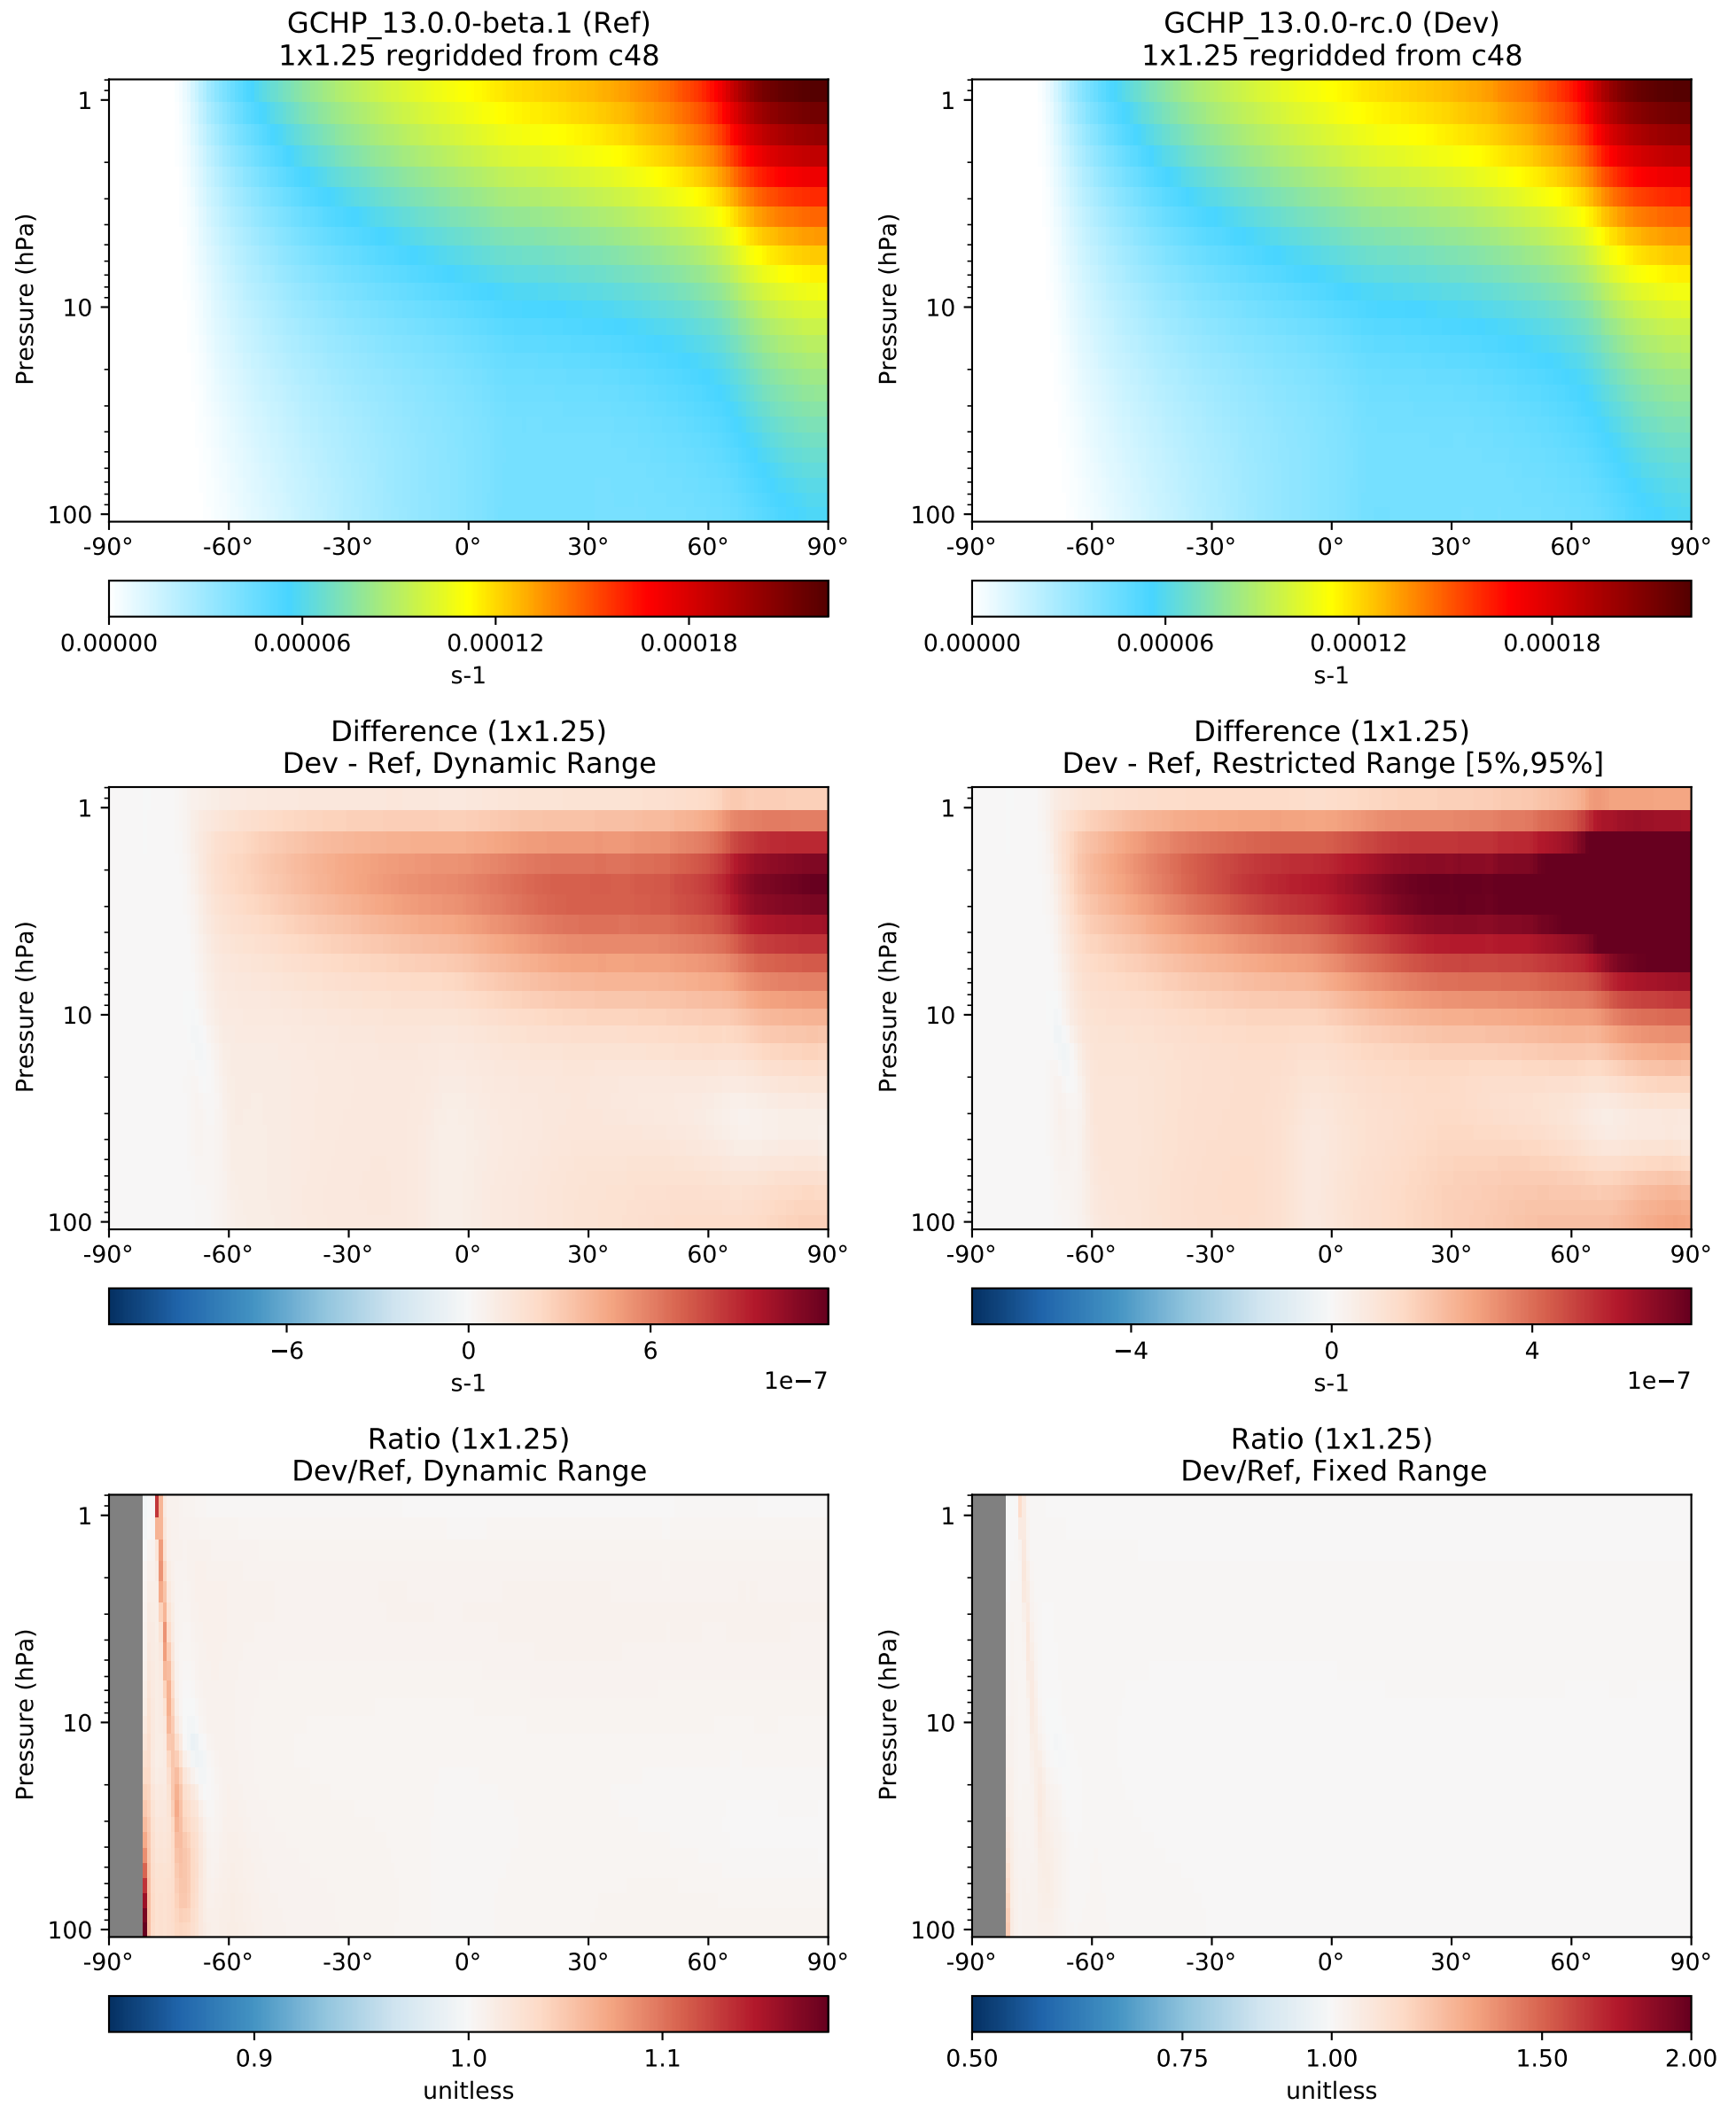 GCHP_13.0.0-beta.1 (Ref)
1x1.25 regridded from c48
Pressure (hPa)
1
10
100
-90° -60° -30° 0° 30° 60° 90°
0.00000 0.00006 0.00012 0.00018
s-1
GCHP_13.0.0-rc.0 (Dev)
1x1.25 regridded from c48
Pressure (hPa)
1
10
100
-90° -60° -30° 0° 30° 60° 90°
0.00000 0.00006 0.00012 0.00018
s-1
Difference (1x1.25)
Dev - Ref, Dynamic Range
Pressure (hPa)
1
10
100
-90° -60° -30° 0° 30° 60° 90°
−6 0 6
s-1
1e−7
Difference (1x1.25)
Dev - Ref, Restricted Range [5%,95%]
Pressure (hPa)
1
10
100
-90° -60° -30° 0° 30° 60° 90°
−4 0 4
s-1
1e−7
Ratio (1x1.25)
Dev/Ref, Dynamic Range
Pressure (hPa)
1
10
100
-90° -60° -30° 0° 30° 60° 90°
0.9 1.0 1.1
unitless
Ratio (1x1.25)
Dev/Ref, Fixed Range
Pressure (hPa)
1
10
100
-90° -60° -30° 0° 30° 60° 90°
0.50 0.75 1.00 1.50 2.00
unitless